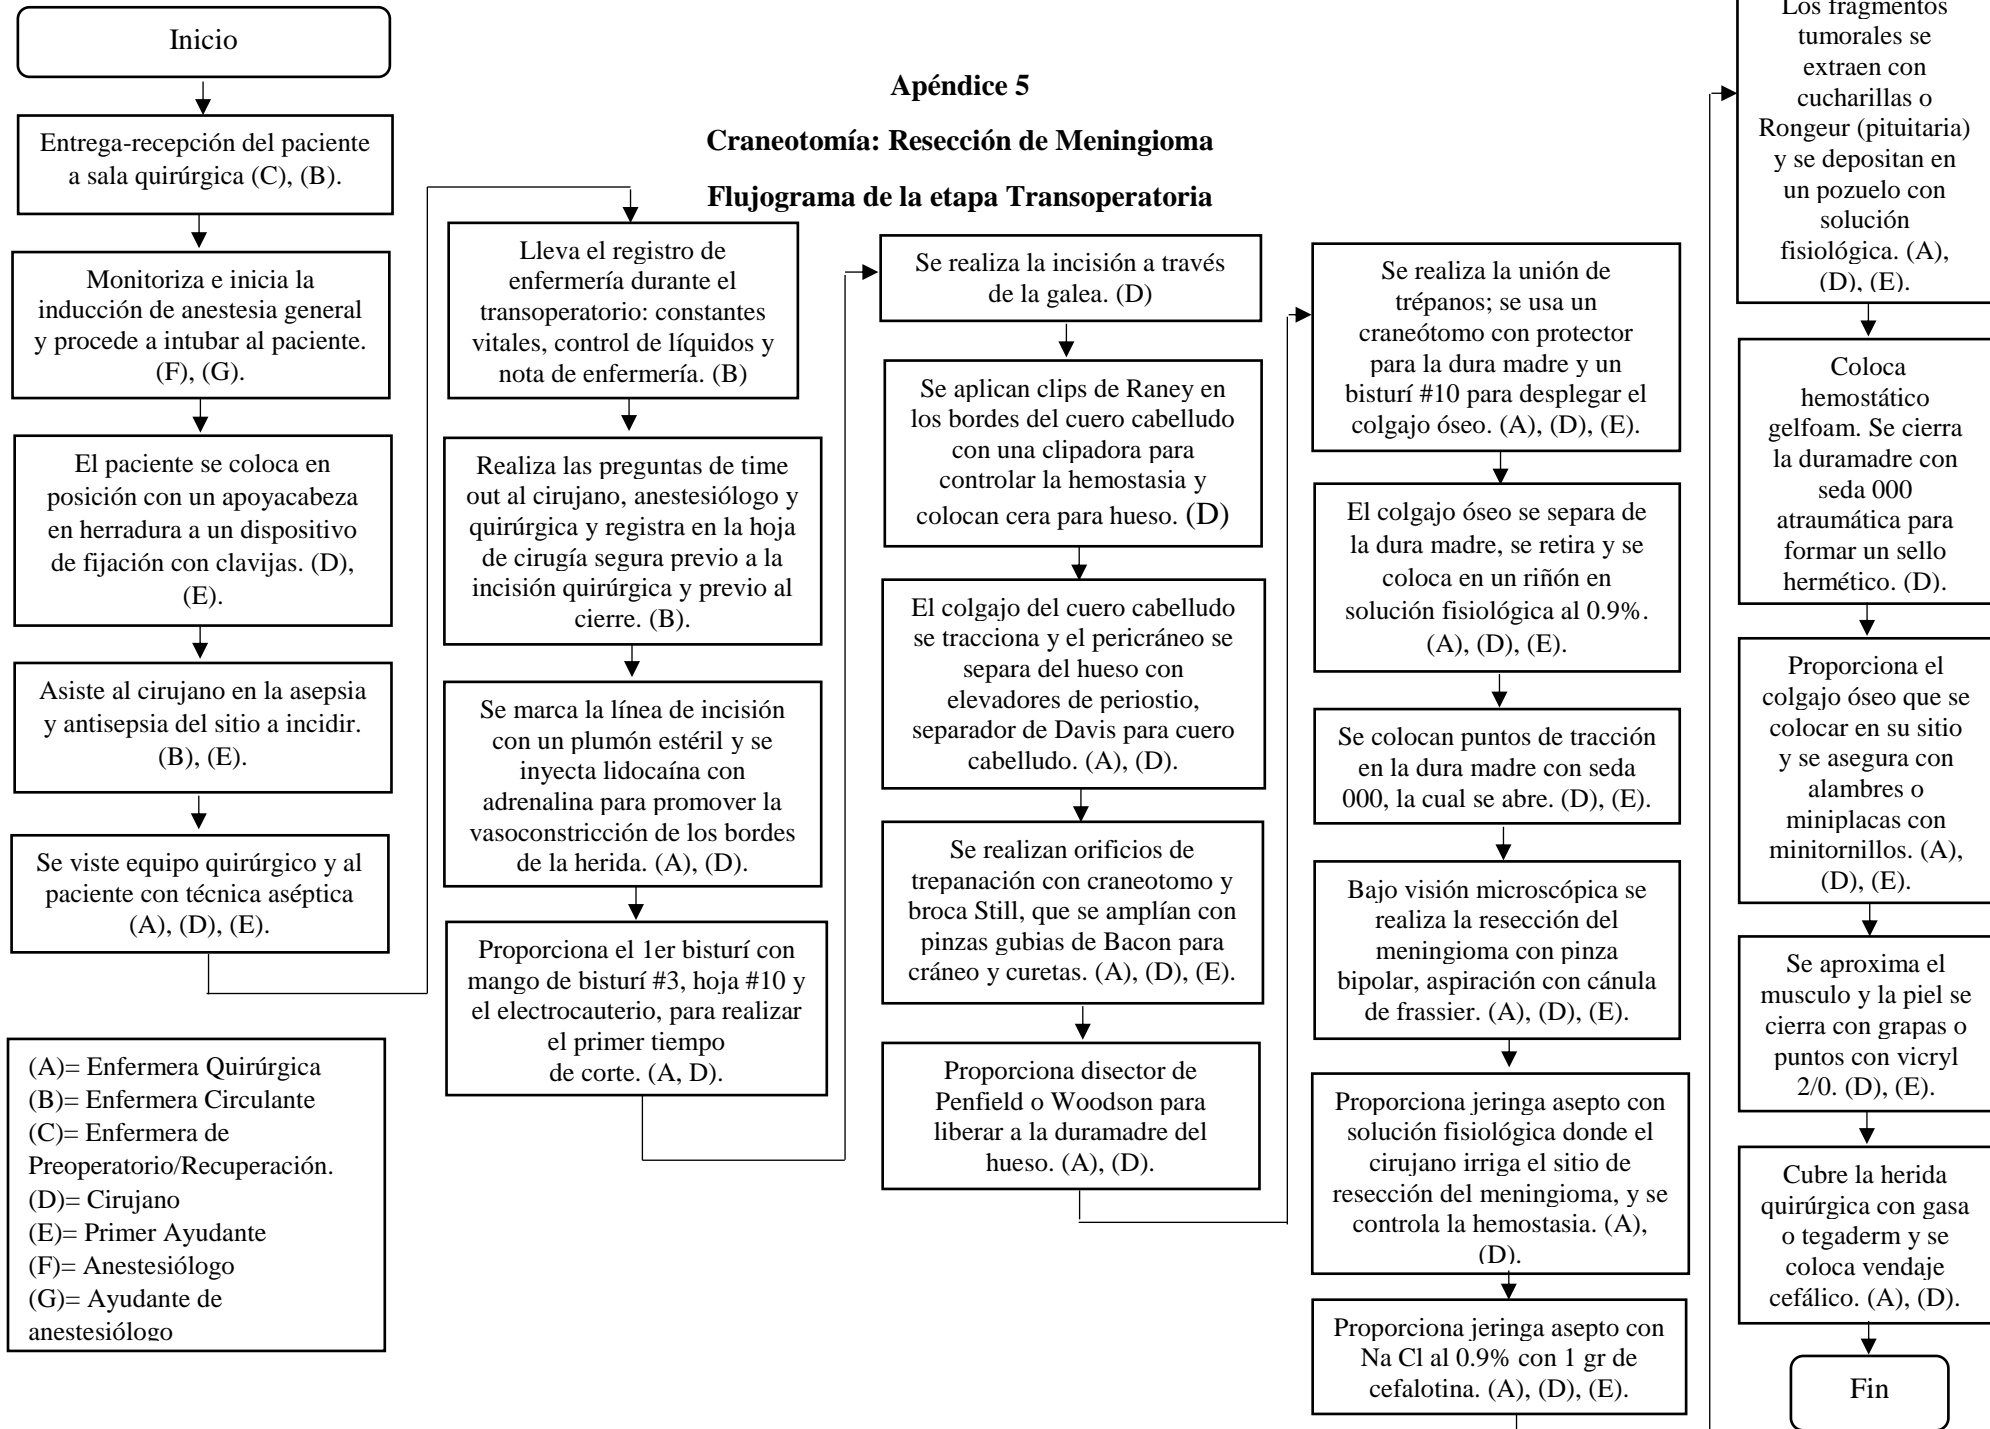 Inicio
Entrega-recepción del paciente
a sala quirúrgica (C), (B).
Monitoriza e inicia la
inducción de anestesia general
y procede a intubar al paciente.
(F), (G).
El paciente se coloca en
posición con un apoyacabeza
en herradura a un dispositivo
de fijación con clavijas. (D),
(E).
Asiste al cirujano en la asepsia
y antisepsia del sitio a incidir.
(B), (E).
Se viste equipo quirúrgico y al
paciente con técnica aséptica
(A), (D), (E).
(A)= Enfermera Quirúrgica
(B)= Enfermera Circulante
(C)= Enfermera de
Preoperatorio/Recuperación.
(D)= Cirujano
(E)= Primer Ayudante
(F)= Anestesiólogo
(G)= Ayudante de
anestesiólogo
Apéndice 5
Craneotomía: Resección de Meningioma
Flujograma de la etapa Transoperatoria
Lleva el registro de
enfermería durante el
transoperatorio: constantes
vitales, control de líquidos y
nota de enfermería. (B)
Realiza las preguntas de time
out al cirujano, anestesiólogo y
quirúrgica y registra en la hoja
de cirugía segura previo a la
incisión quirúrgica y previo al
cierre. (B).
Se marca la línea de incisión
con un plumón estéril y se
inyecta lidocaína con
adrenalina para promover la
vasoconstricción de los bordes
de la herida. (A), (D).
Proporciona el 1er bisturí con
mango de bisturí #3, hoja #10 y
el electrocauterio, para realizar
el primer tiempo
de corte. (A, D).
Se realiza la incisión a través
de la galea. (D)
Se aplican clips de Raney en
los bordes del cuero cabelludo
con una clipadora para
controlar la hemostasia y
colocan cera para hueso. (D)
El colgajo del cuero cabelludo
se tracciona y el pericráneo se
separa del hueso con
elevadores de periostio,
separador de Davis para cuero
cabelludo. (A), (D).
Se realizan orificios de
trepanación con craneotomo y
broca Still, que se amplían con
pinzas gubias de Bacon para
cráneo y curetas. (A), (D), (E).
Proporciona disector de
Penfield o Woodson para
liberar a la duramadre del
hueso. (A), (D).
Se realiza la unión de
trépanos; se usa un
craneótomo con protector
para la dura madre y un
bisturí #10 para desplegar el
colgajo óseo. (A), (D), (E).
El colgajo óseo se separa de
la dura madre, se retira y se
coloca en un riñón en
solución fisiológica al 0.9%.
(A), (D), (E).
Se colocan puntos de tracción
en la dura madre con seda
000, la cual se abre. (D), (E).
Bajo visión microscópica se
realiza la resección del
meningioma con pinza
bipolar, aspiración con cánula
de frassier. (A), (D), (E).
Proporciona jeringa asepto con
solución fisiológica donde el
cirujano irriga el sitio de
resección del meningioma, y se
controla la hemostasia. (A),
(D).
Proporciona jeringa asepto con
Na Cl al 0.9% con 1 gr de
cefalotina. (A), (D), (E).
Los fragmentos
tumorales se
extraen con
cucharillas o
Rongeur (pituitaria)
y se depositan en
un pozuelo con
solución
fisiológica. (A),
(D), (E).
Coloca
hemostático
gelfoam. Se cierra
la duramadre con
seda 000
atraumática para
formar un sello
hermético. (D).
Proporciona el
colgajo óseo que se
colocar en su sitio
y se asegura con
alambres o
miniplacas con
minitornillos. (A),
(D), (E).
Se aproxima el
musculo y la piel se
cierra con grapas o
puntos con vicryl
2/0. (D), (E).
Cubre la herida
quirúrgica con gasa
o tegaderm y se
coloca vendaje
cefálico. (A), (D).
Fin